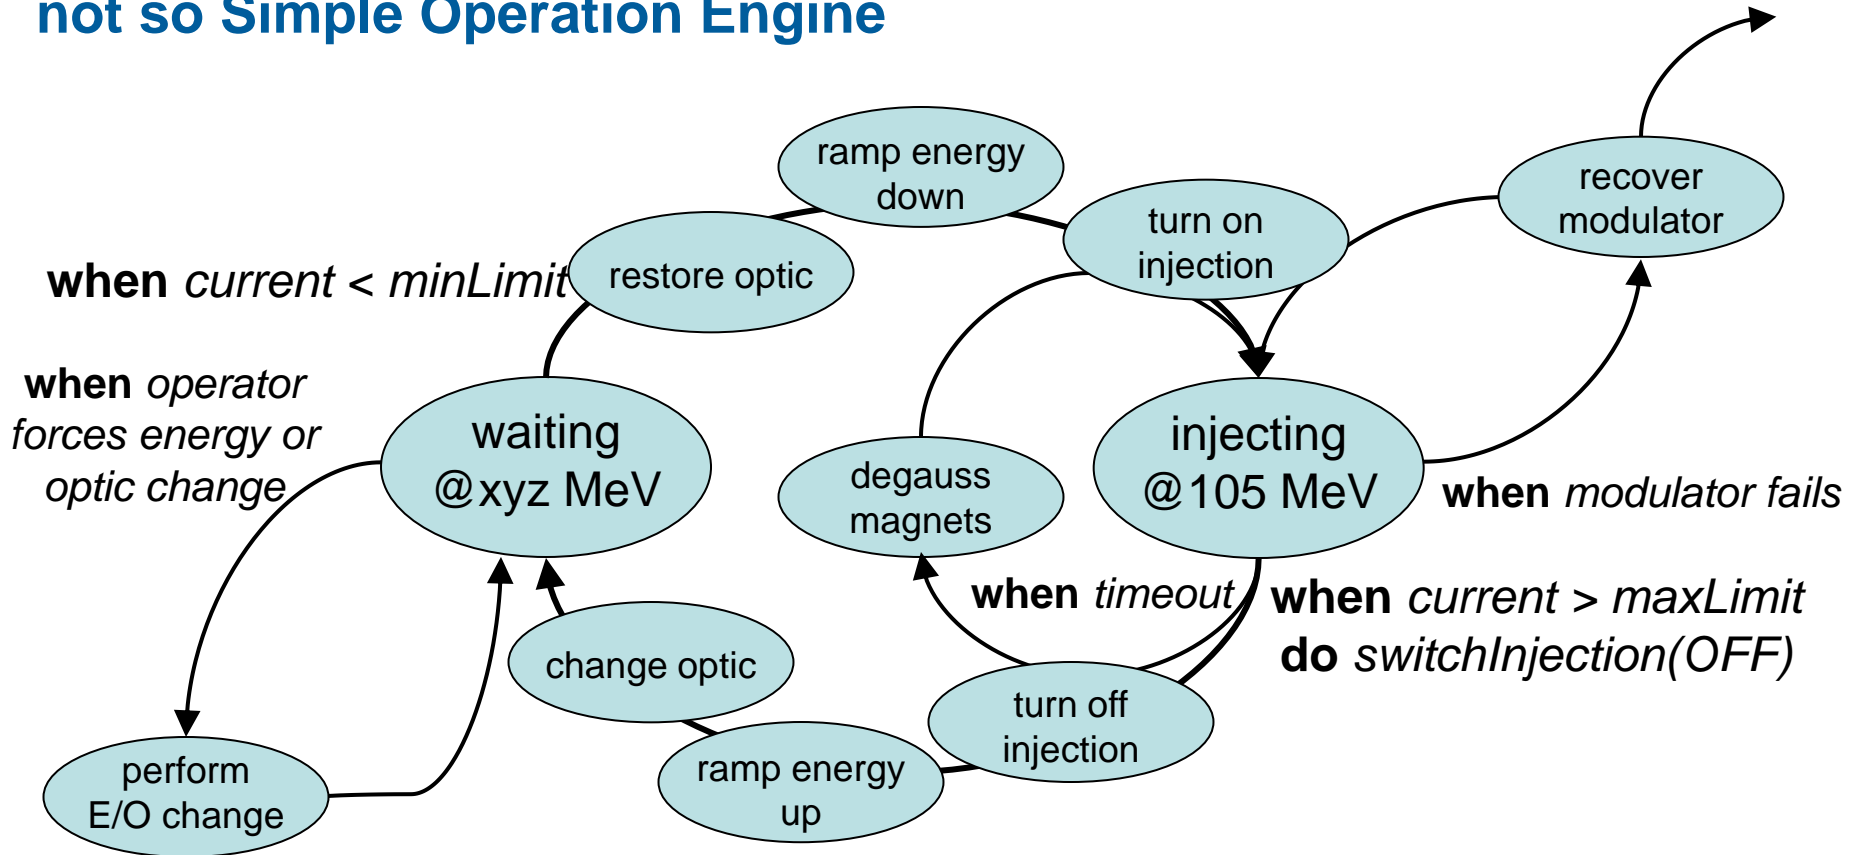 not so Simple Operation Engine
ramp energy
down
recover
modulator
turn on
injection
when current < minLimit
restore optic
when operator
forces energy or
optic change
waiting
@xyz MeV
degauss
magnets
injecting
@105 MeV
when modulator fails
when timeout
when current > maxLimit
do switchInjection(OFF)
change optic
turn off
injection
perform
E/O change
ramp energy
up